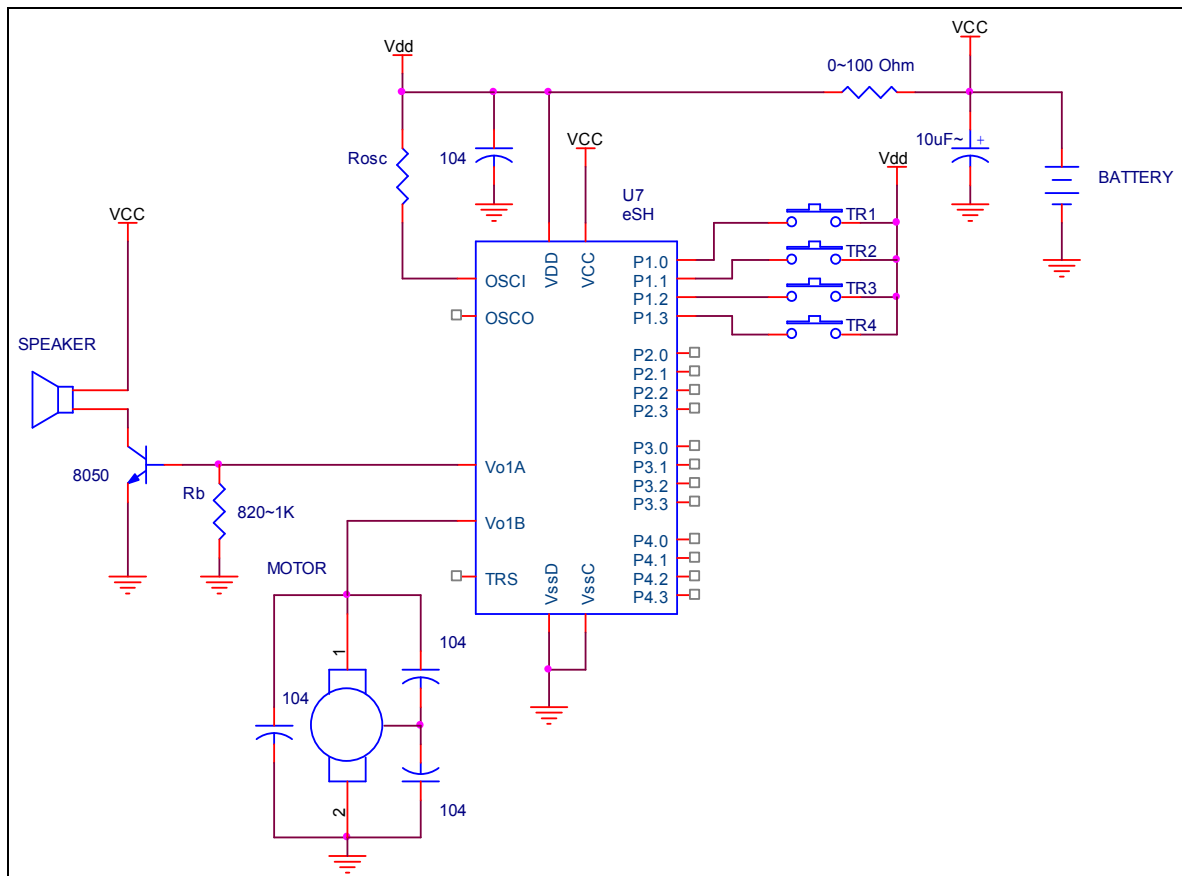 Vdd
VCC
0~100 Ohm
Rosc
104
VCC
10uF~
+
Vdd
BATTERY
U7
eSH
VCC
TR1
TR2
TR3
TR4
OSCI
OSCO
VDD
VCC
P1.0
P1.1
P1.2
P1.3
P2.0
P2.1
P2.2
P2.3
P3.0
P3.1
P3.2
P3.3
P4.0
P4.1
P4.2
P4.3
SPEAKER
8050
Rb
820~1K
Vo1A
Vo1B
TRS
VssD
VssC
MOTOR
1
104
104
2
104